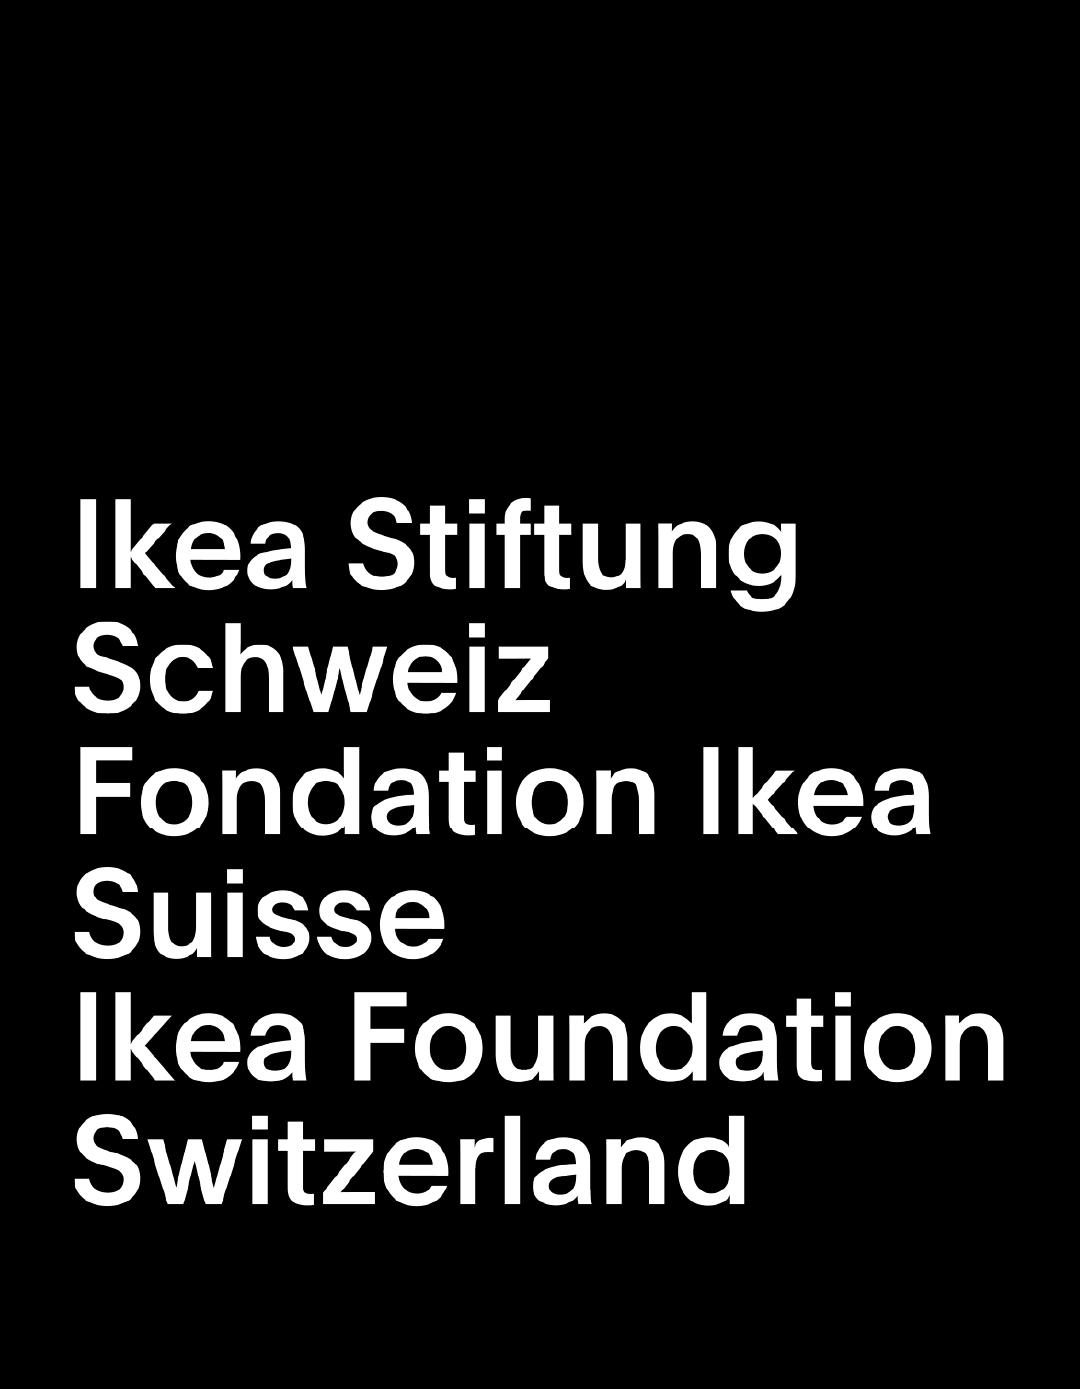 Ikea Stiftung
Schweiz
Fondation Ikea
Suisse
Ikea Foundation
Switzerland